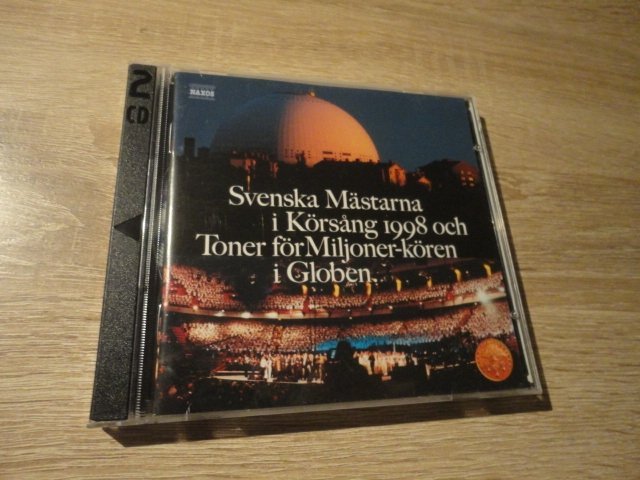 2
CD
NAXOS
Svenska Mästarna
i Körsång 1998 och
Toner för Miljoner-kören
i Globen